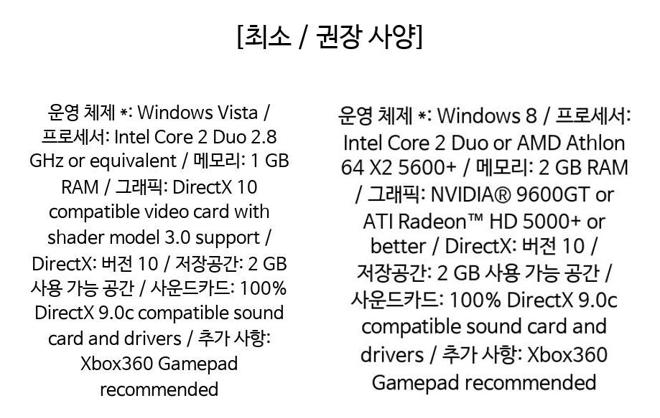 [최소 / 권장 사양]
운영 체제 *: Windows Vista /
프로세서: Intel Core 2 Duo 2.8
GHz or equivalent / 메모리: 1 GB
RAM / 그래픽: DirectX 10
compatible video card with
shader model 3.0 support /
DirectX: 버전 10 / 저장공간: 2 GB
사용 가능 공간 / 사운드카드: 100%
DirectX 9.0c compatible sound
card and drivers / 추가 사항:
Xbox360 Gamepad
recommended
운영 체제 *: Windows 8 / 프로세서:
Intel Core 2 Duo or AMD Athlon
64 X2 5600+ / 메모리: 2 GB RAM
/ 그래픽: NVIDIA® 9600GT or
ATI Radeon™ HD 5000+ or
better / DirectX: 버전 10 /
저장공간: 2 GB 사용 가능 공간 /
사운드카드: 100% DirectX 9.0c
compatible sound card and
drivers / 추가 사항: Xbox360
Gamepad recommended